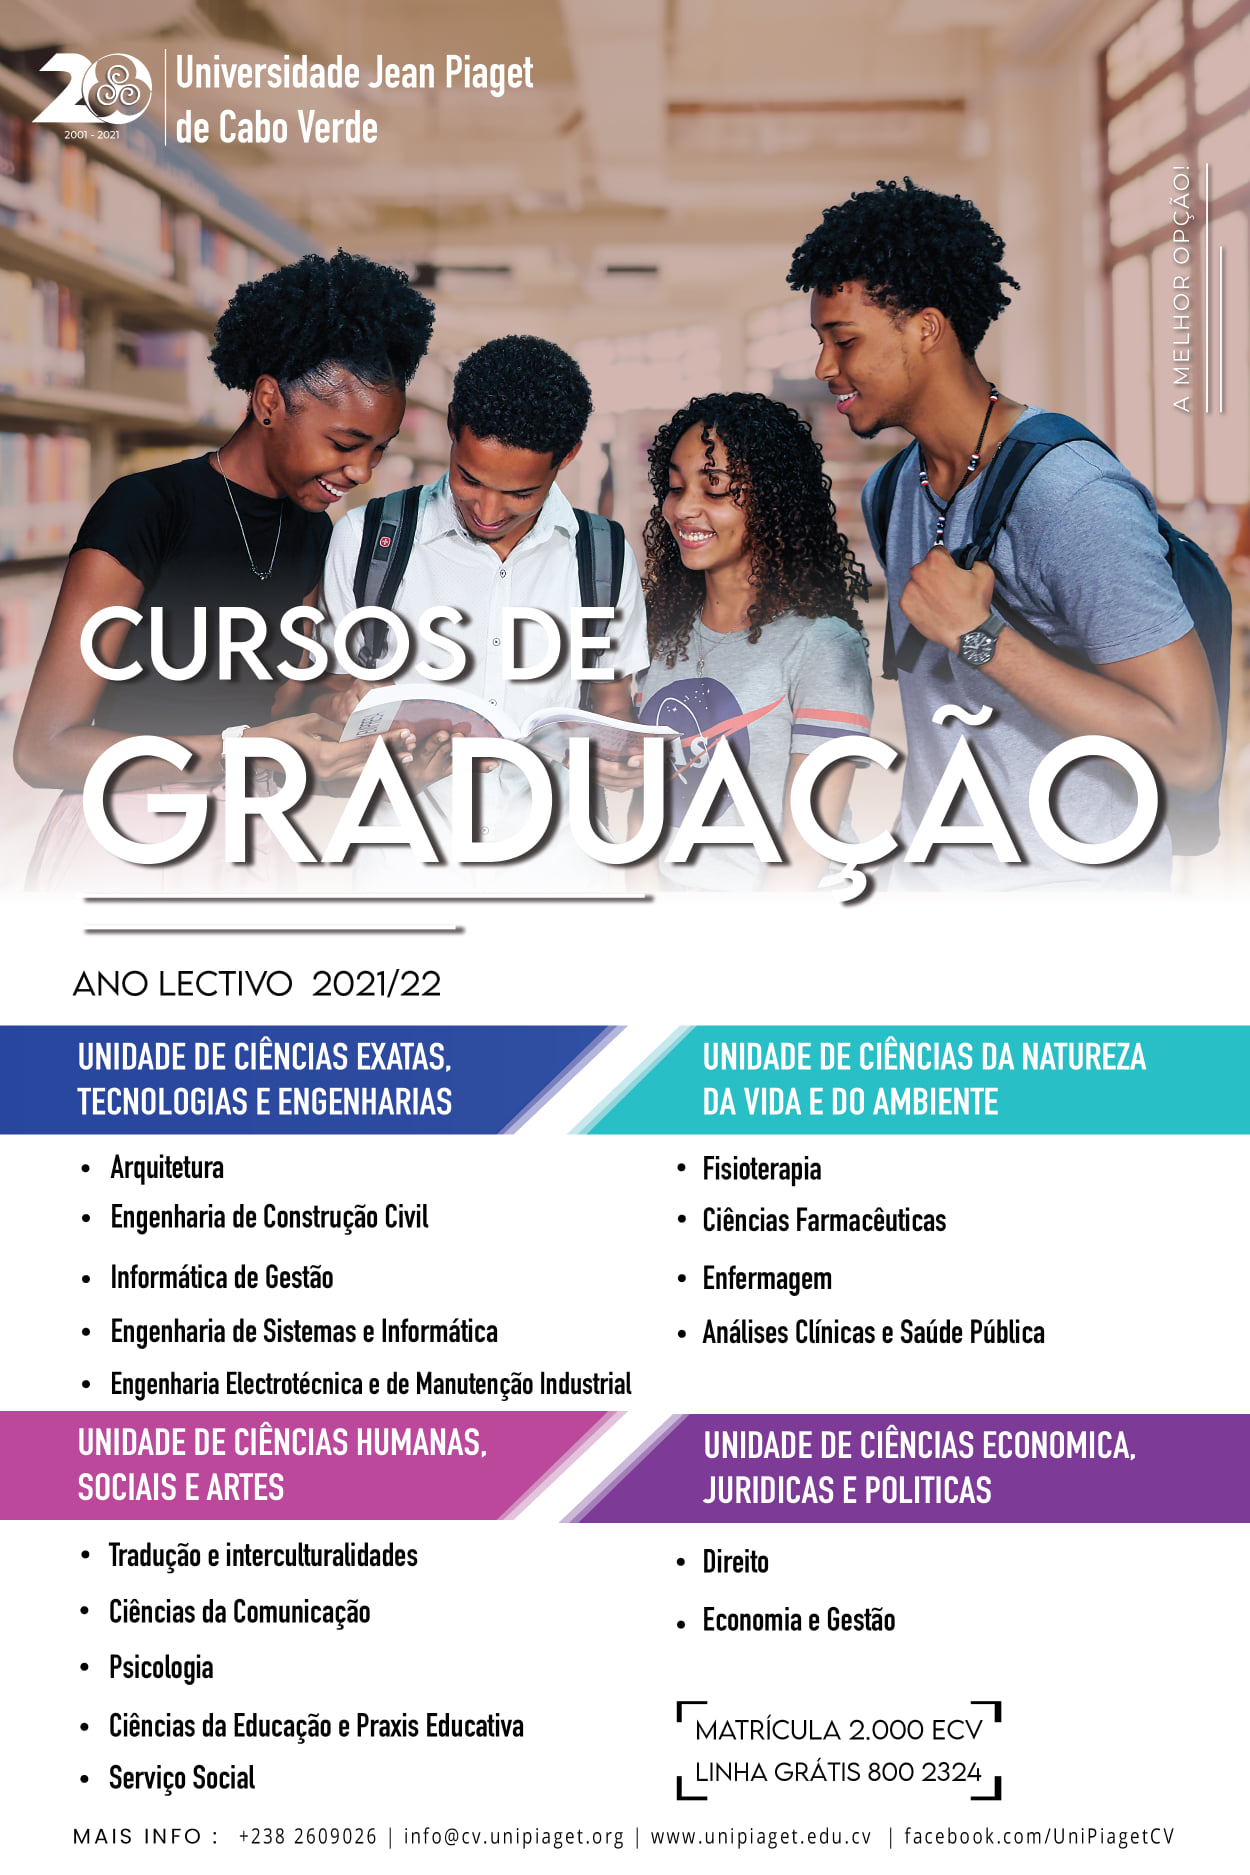 20
2001 - 2021
Universidade Jean Piaget
de Cabo Verde
A MELHOR OPÇÃO!
CURSOS DE
GRADUAÇÃO
ANO LECTIVO 2021/22
UNIDADE DE CIÊNCIAS EXATAS,
TECNOLOGIAS E ENGENHARIAS
• Arquitetura
• Engenharia de Construção Civil
• Informática de Gestão
• Engenharia de Sistemas e Informática
• Engenharia Electrotécnica e de Manutenção Industrial
UNIDADE DE CIÊNCIAS DA NATUREZA
DA VIDA E DO AMBIENTE
• Fisioterapia
• Ciências Farmacêuticas
• Enfermagem
• Análises Clínicas e Saúde Pública
UNIDADE DE CIÊNCIAS HUMANAS,
SOCIAIS E ARTES
• Tradução e interculturalidades
• Ciências da Comunicação
• Psicologia
• Ciências da Educação e Praxis Educativa
• Serviço Social
UNIDADE DE CIÊNCIAS ECONOMICA,
JURIDICAS E POLITICAS
• Direito
• Economia e Gestão
MATRÍCULA 2.000 ECV
LINHA GRÁTIS 800 2324
MAIS INFO : +238 2609026 | info@cv.unipiaget.org | www.unipiaget.edu.cv | facebook.com/UniPiagetCV